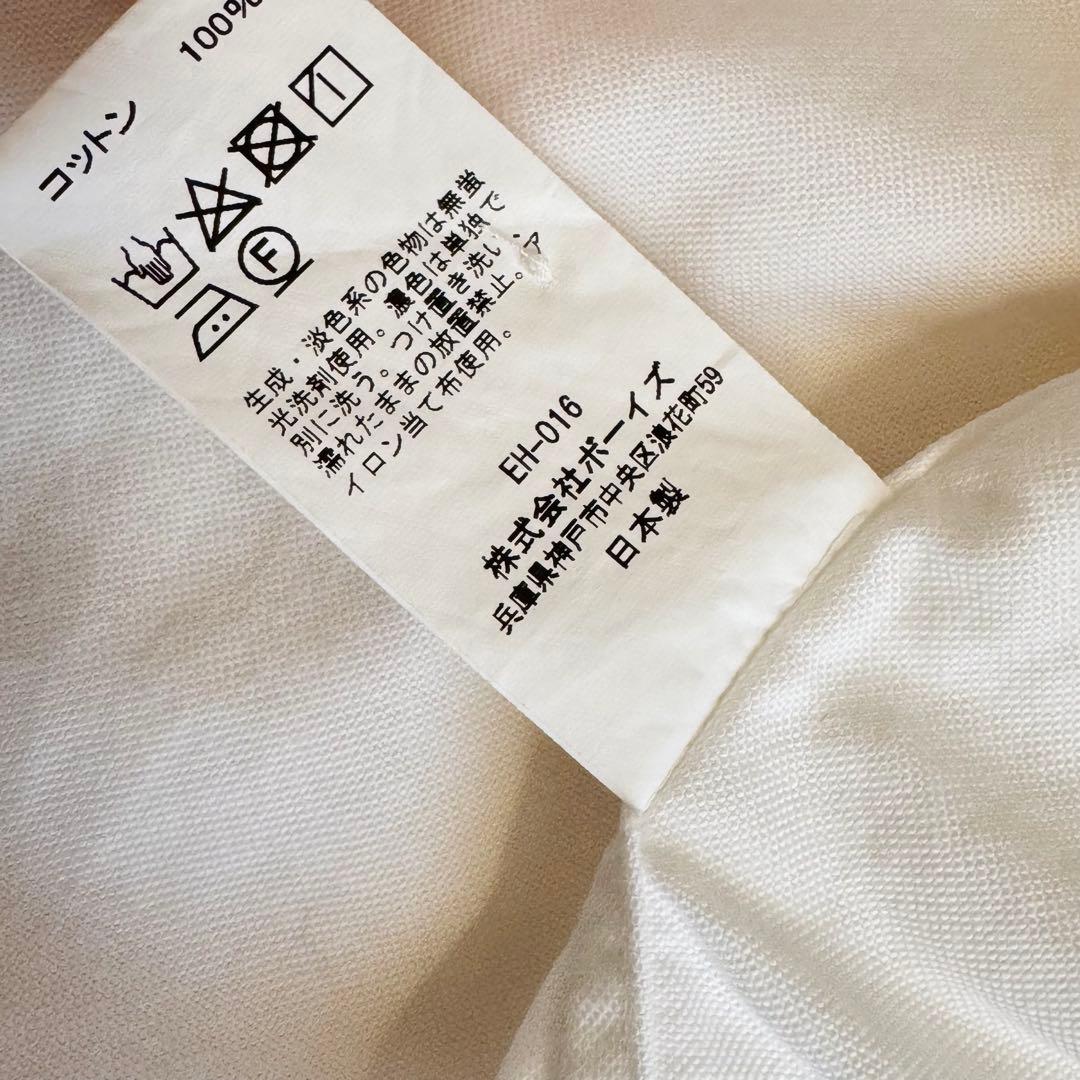 コットン 100%
F
生成・淡色系の色物は無蛍
光洗剤使用。濃色は単独で
別に洗う。つけ置き洗い、
濡れたままの放置禁止。ア
イロン当て布使用。
EH-016
株式会社ボーイズ
兵庫県神戸市中央区浪花町59
日本製